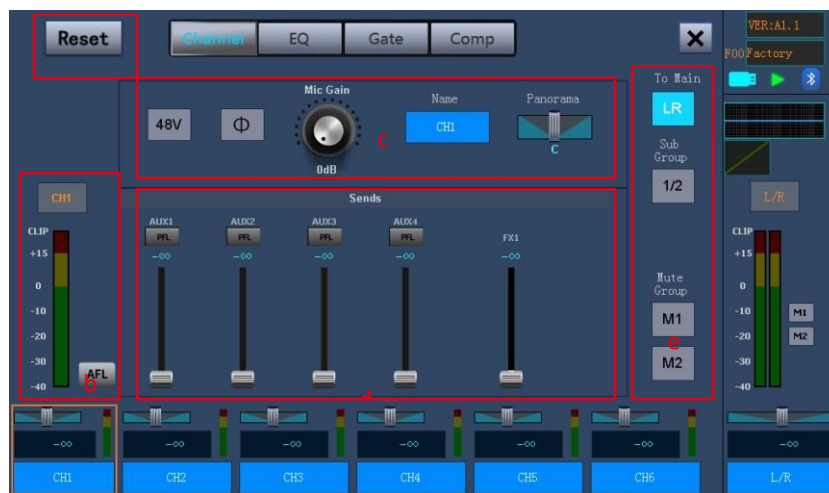 Reset
Channel
EQ
Gate
Comp
VER:A1.1
F00Factory
48V
Φ
Mic Gain
0dB
c
Name
CH1
Panorama
C
To Main
LR
Sub
Group
1/2
Mute
Group
M1
e
M2
CH1
CLIP
+15
0
-10
-20
-30
-40
AFL
b
Sends
AUX1
PFL
-∞
AUX2
PFL
-∞
AUX3
PFL
-∞
AUX4
PFL
-∞
FX1
-∞
d
L/R
CLIP
+15
0
-10
-20
-30
-40
M1
M2
-∞
CH1
-∞
CH2
-∞
CH3
-∞
CH4
-∞
CH5
-∞
CH6
-∞
L/R